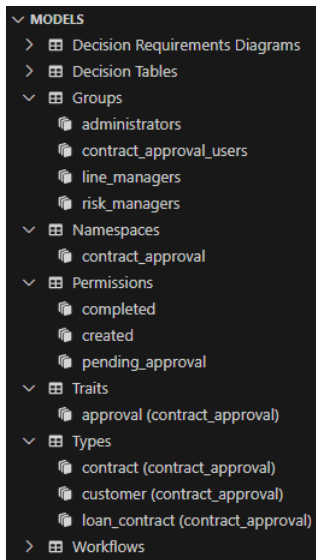 MODELS
Decision Requirements Diagrams
Decision Tables
Groups
administrators
contract_approval_users
line_managers
risk_managers
Namespaces
contract_approval
Permissions
completed
created
pending_approval
Traits
approval (contract_approval)
Types
contract (contract_approval)
customer (contract_approval)
loan_contract (contract_approval)
Workflows